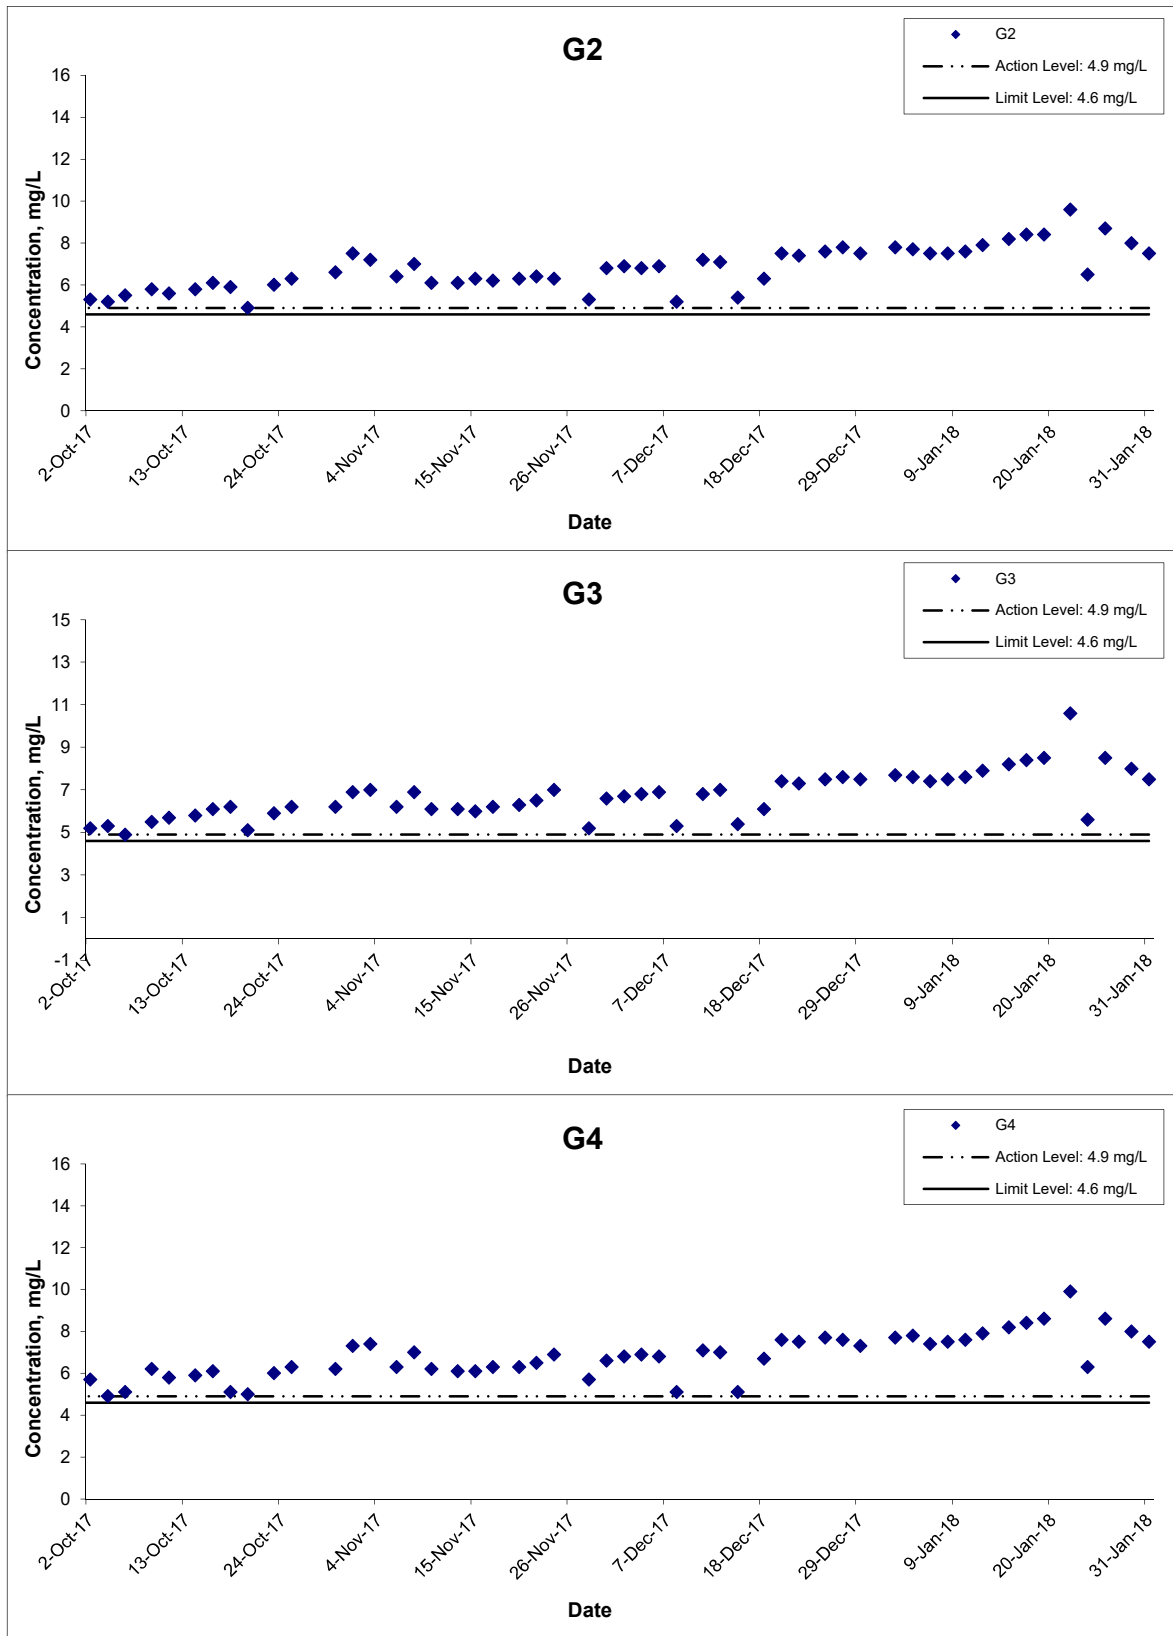 G2
G2
Action Level: 4.9 mg/L
Limit Level: 4.6 mg/L
Concentration, mg/L
16
14
12
10
8
6
4
2
0
2-Oct-17
13-Oct-17
24-Oct-17
4-Nov-17
15-Nov-17
26-Nov-17
7-Dec-17
18-Dec-17
29-Dec-17
9-Jan-18
20-Jan-18
31-Jan-18
Date
G3
G3
Action Level: 4.9 mg/L
Limit Level: 4.6 mg/L
Concentration, mg/L
15
13
11
9
7
5
3
1
-1
2-Oct-17
13-Oct-17
24-Oct-17
4-Nov-17
15-Nov-17
26-Nov-17
7-Dec-17
18-Dec-17
29-Dec-17
9-Jan-18
20-Jan-18
31-Jan-18
Date
G4
G4
Action Level: 4.9 mg/L
Limit Level: 4.6 mg/L
Concentration, mg/L
16
14
12
10
8
6
4
2
0
2-Oct-17
13-Oct-17
24-Oct-17
4-Nov-17
15-Nov-17
26-Nov-17
7-Dec-17
18-Dec-17
29-Dec-17
9-Jan-18
20-Jan-18
31-Jan-18
Date